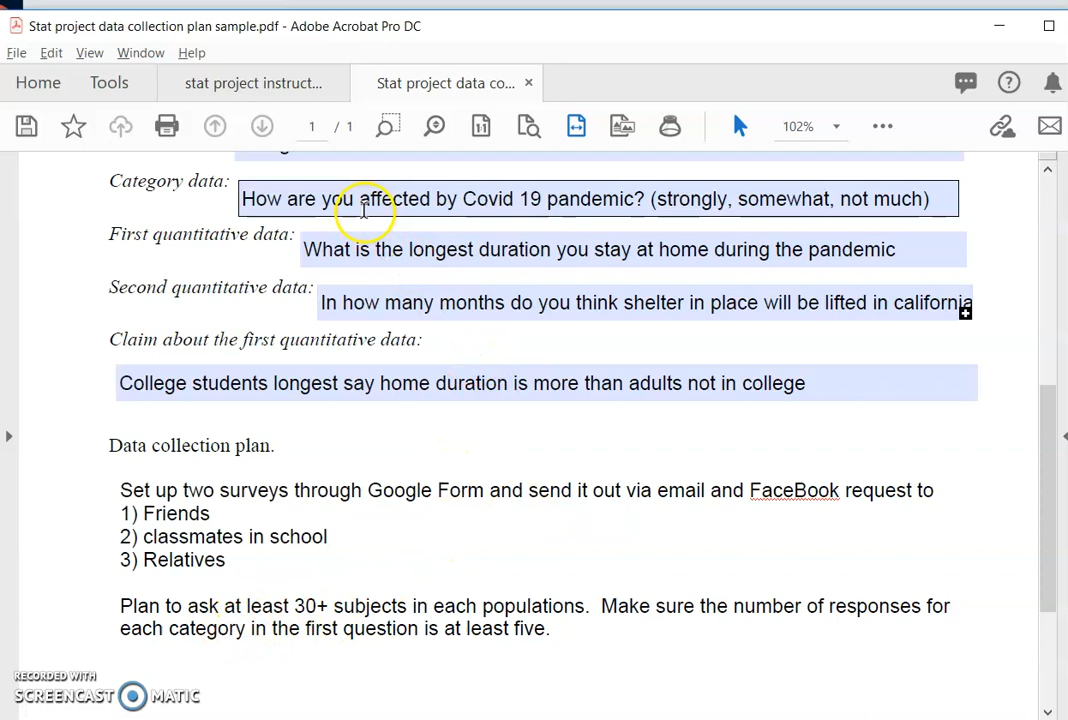 Stat project data collection plan sample.pdf - Adobe Acrobat Pro DC
File Edit View Window Help
Home Tools stat project instruct... Stat project data co... ×
1 / 1 102%
Category data: How are you affected by Covid 19 pandemic? (strongly, somewhat, not much)
First quantitative data: What is the longest duration you stay at home during the pandemic
Second quantitative data: In how many months do you think shelter in place will be lifted in california
Claim about the first quantitative data:
College students longest say home duration is more than adults not in college
Data collection plan.
Set up two surveys through Google Form and send it out via email and FaceBook request to
1) Friends
2) classmates in school
3) Relatives
Plan to ask at least 30+ subjects in each populations. Make sure the number of responses for
each category in the first question is at least five.
RECORDED WITH
SCREENCAST MATIC